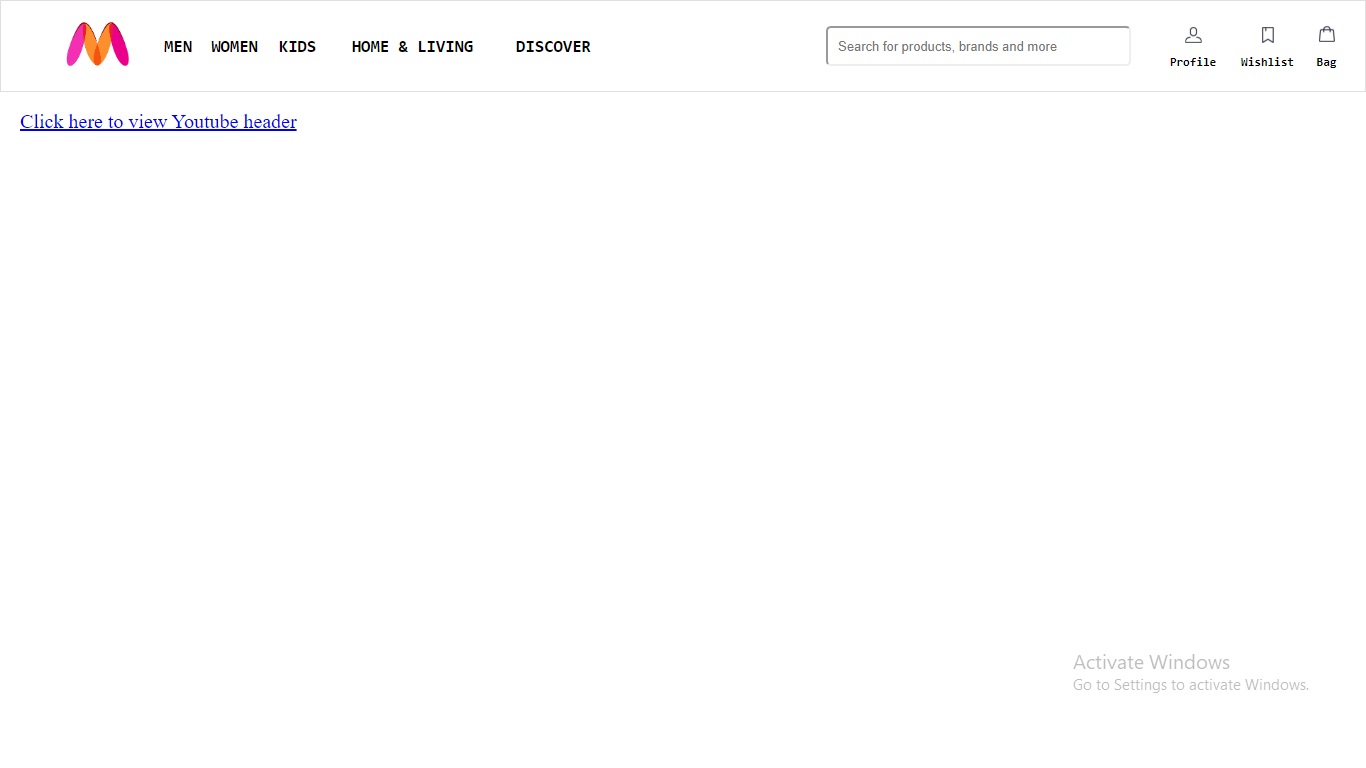 MEN WOMEN KIDS HOME & LIVING DISCOVER Search for products, brands and more Profile Wishlist Bag
Click here to view Youtube header
Activate Windows
Go to Settings to activate Windows.